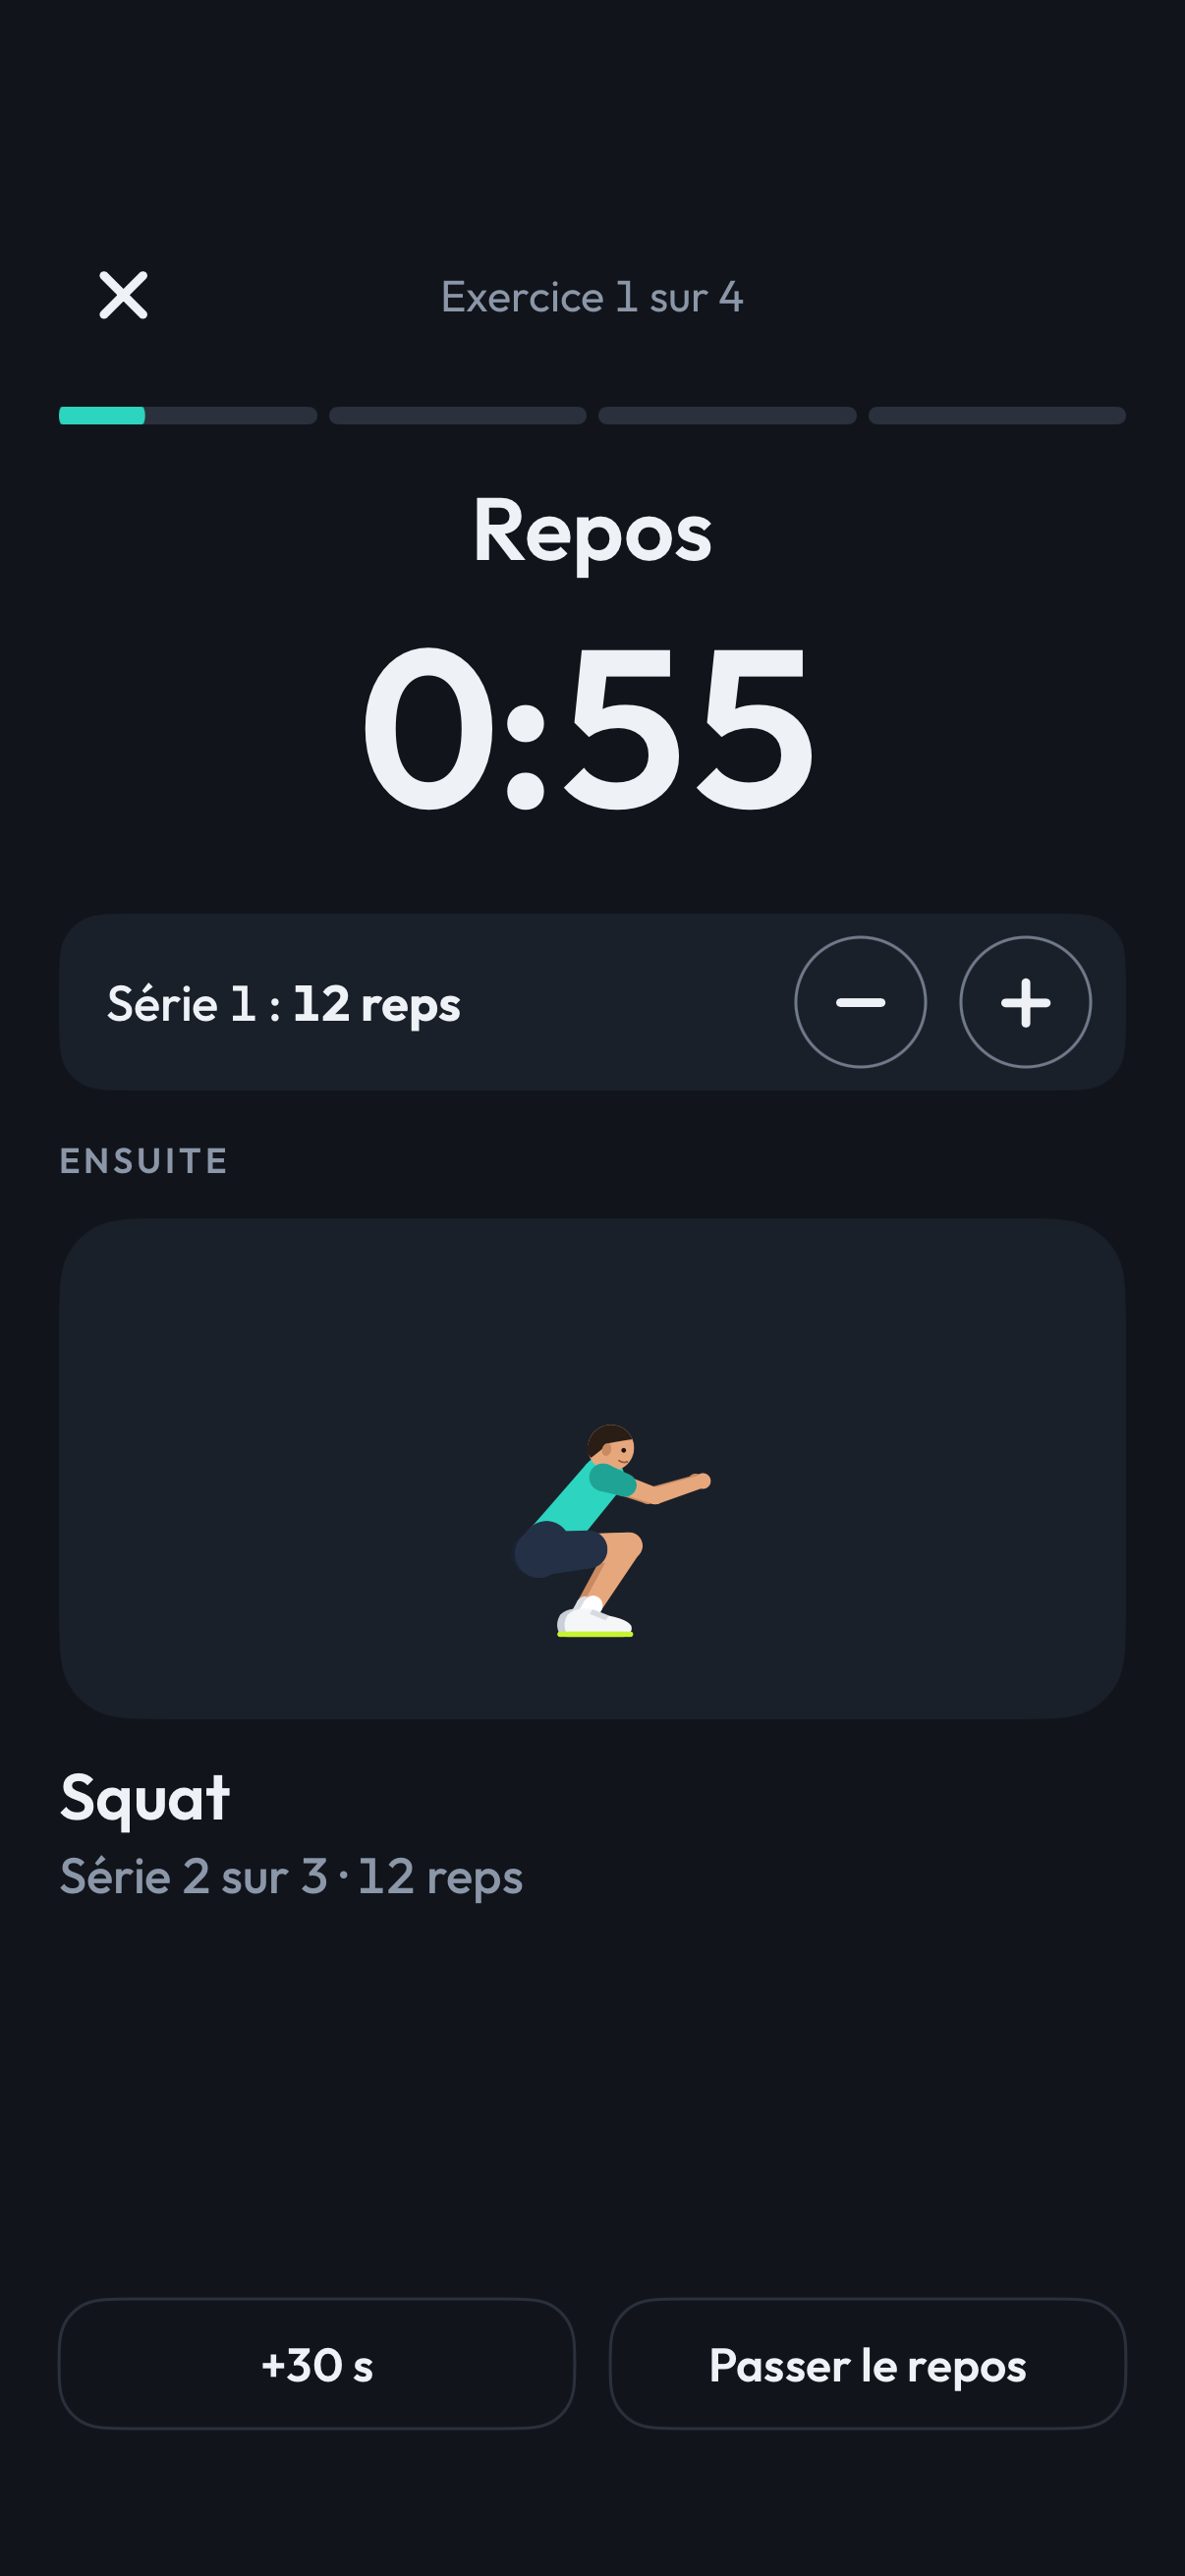 Exercice 1 sur 4
Repos
0:55
Série 1 : 12 reps
ENSUITE
Squat
Série 2 sur 3 · 12 reps
+30 s
Passer le repos